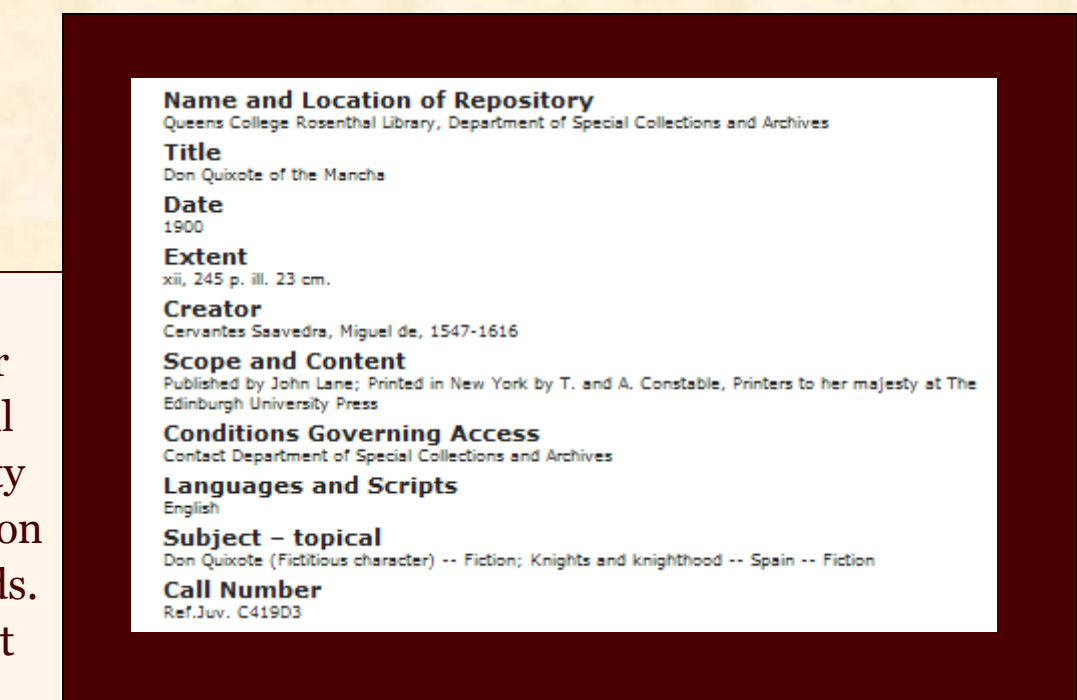 Name and Location of Repository
Queens College Rosenthal Library, Department of Special Collections and Archives
Title
Don Quixote of the Mancha
Date
1900
Extent
xii, 245 p. ill. 23 cm.
Creator
Cervantes Saavedra, Miguel de, 1547-1616
Scope and Content
Published by John Lane; Printed in New York by T. and A. Constable, Printers to her majesty at The
Edinburgh University Press
Conditions Governing Access
Contact Department of Special Collections and Archives
Languages and Scripts
English
Subject – topical
Don Quixote (Fictitious character) -- Fiction; Knights and knighthood -- Spain -- Fiction
Call Number
Ref.Juv. C419D3